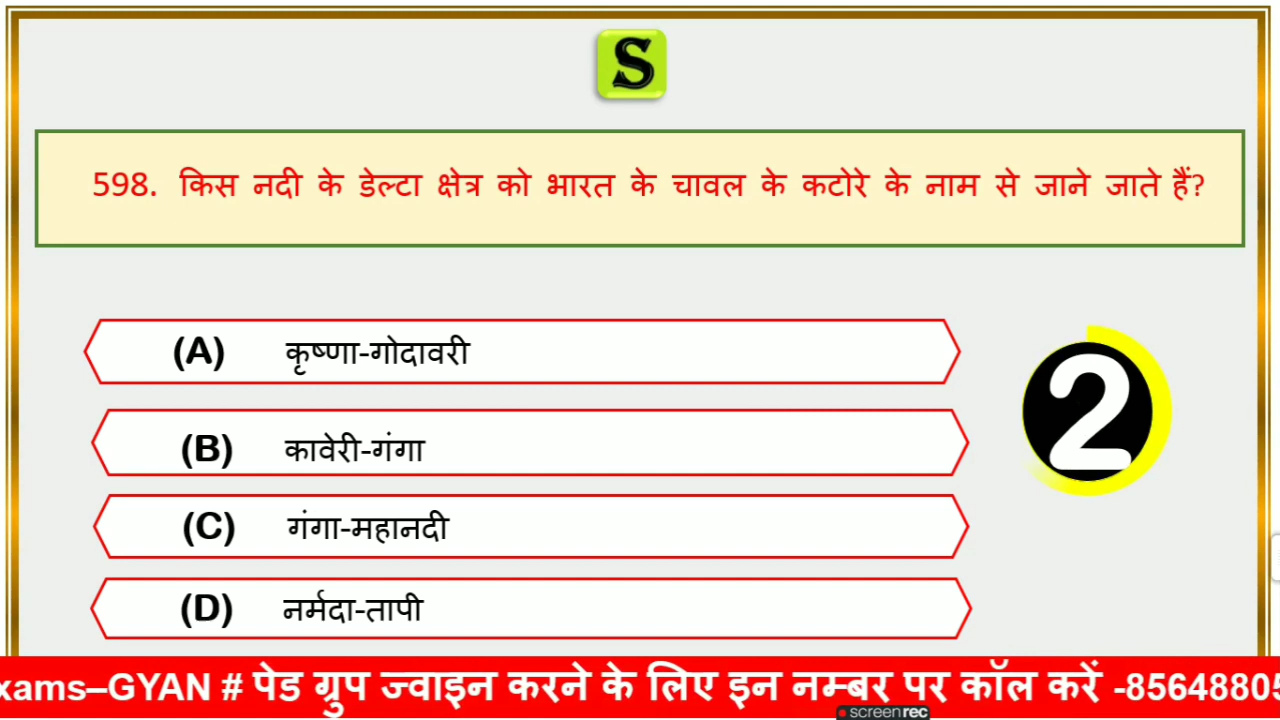 S
598. किस नदी के डेल्टा क्षेत्र को भारत के चावल के कटोरे के नाम से जाने जाते हैं?
(A) कृष्णा-गोदावरी
(B) कावेरी-गंगा
2
(C) गंगा-महानदी
(D) नर्मदा-तापी
xams–GYAN # पेड ग्रुप ज्वाइन करने के लिए इन नम्बर पर कॉल करें -85648805
screenrec